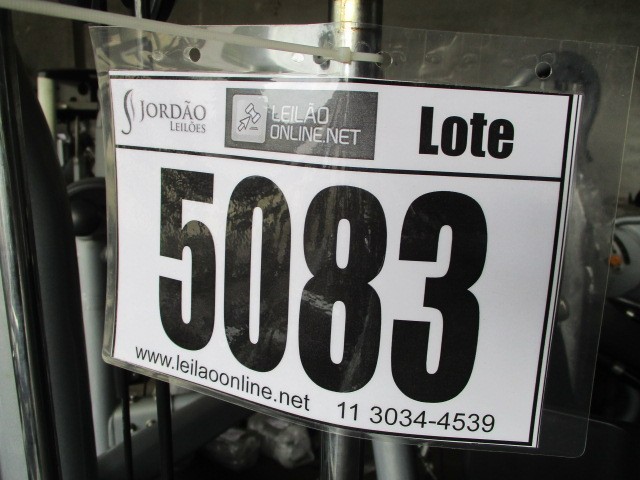 JORDÃO
LEILÕES
LEILÃO
ONLINE.NET
Lote
5083
www.leilaoonline.net
11 3034-4539